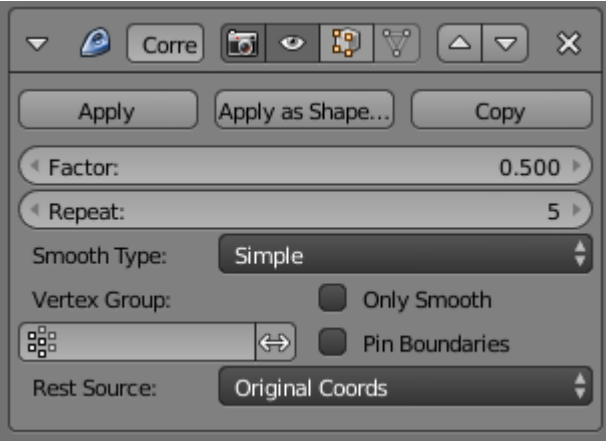 Corre
Apply Apply as Shape... Copy
Factor: 0.500
Repeat: 5
Smooth Type: Simple
Vertex Group: Only Smooth
Pin Boundaries
Rest Source: Original Coords